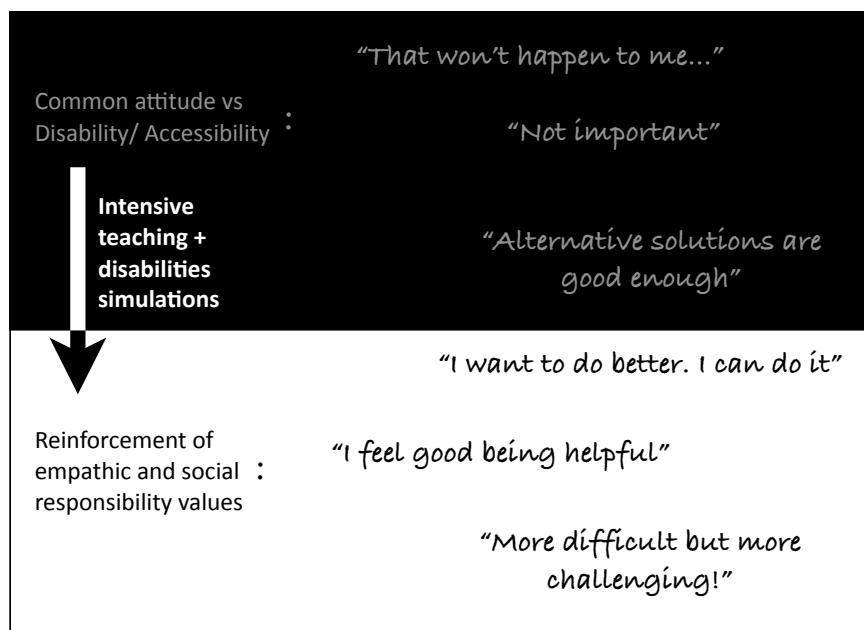 “That won’t happen to me...”
Common attitude vs
Disability/ Accessibility :
“Not important”
Intensive
teaching +
disabilities
simulations
“Alternative solutions are
good enough”
“I want to do better. I can do it”
Reinforcement of
empathic and social :
responsibility values
“I feel good being helpful”
“More difficult but more
challenging!”